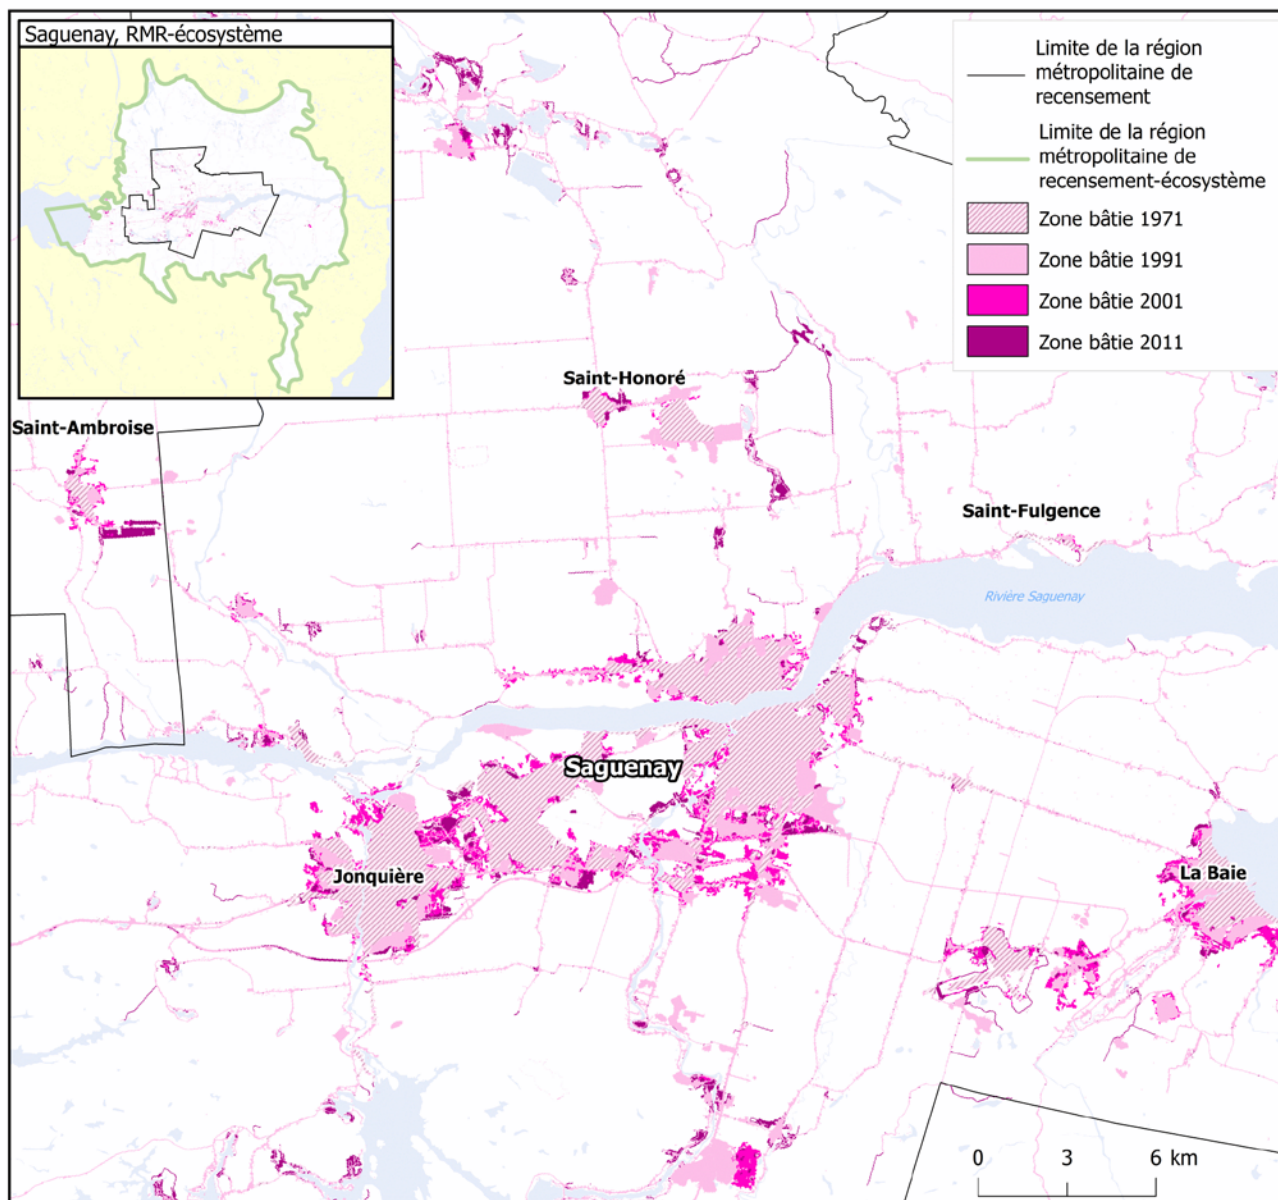 Saguenay, RMR-écosystème
Limite de la région
métropolitaine de
recensement
Limite de la région
métropolitaine de
recensement-écosystème
Zone bâtie 1971
Zone bâtie 1991
Zone bâtie 2001
Zone bâtie 2011
Saint-Honoré
Saint-Ambroise
Saint-Fulgence
Rivière Saguenay
Saguenay
Jonquière
La Baie
0 3 6 km